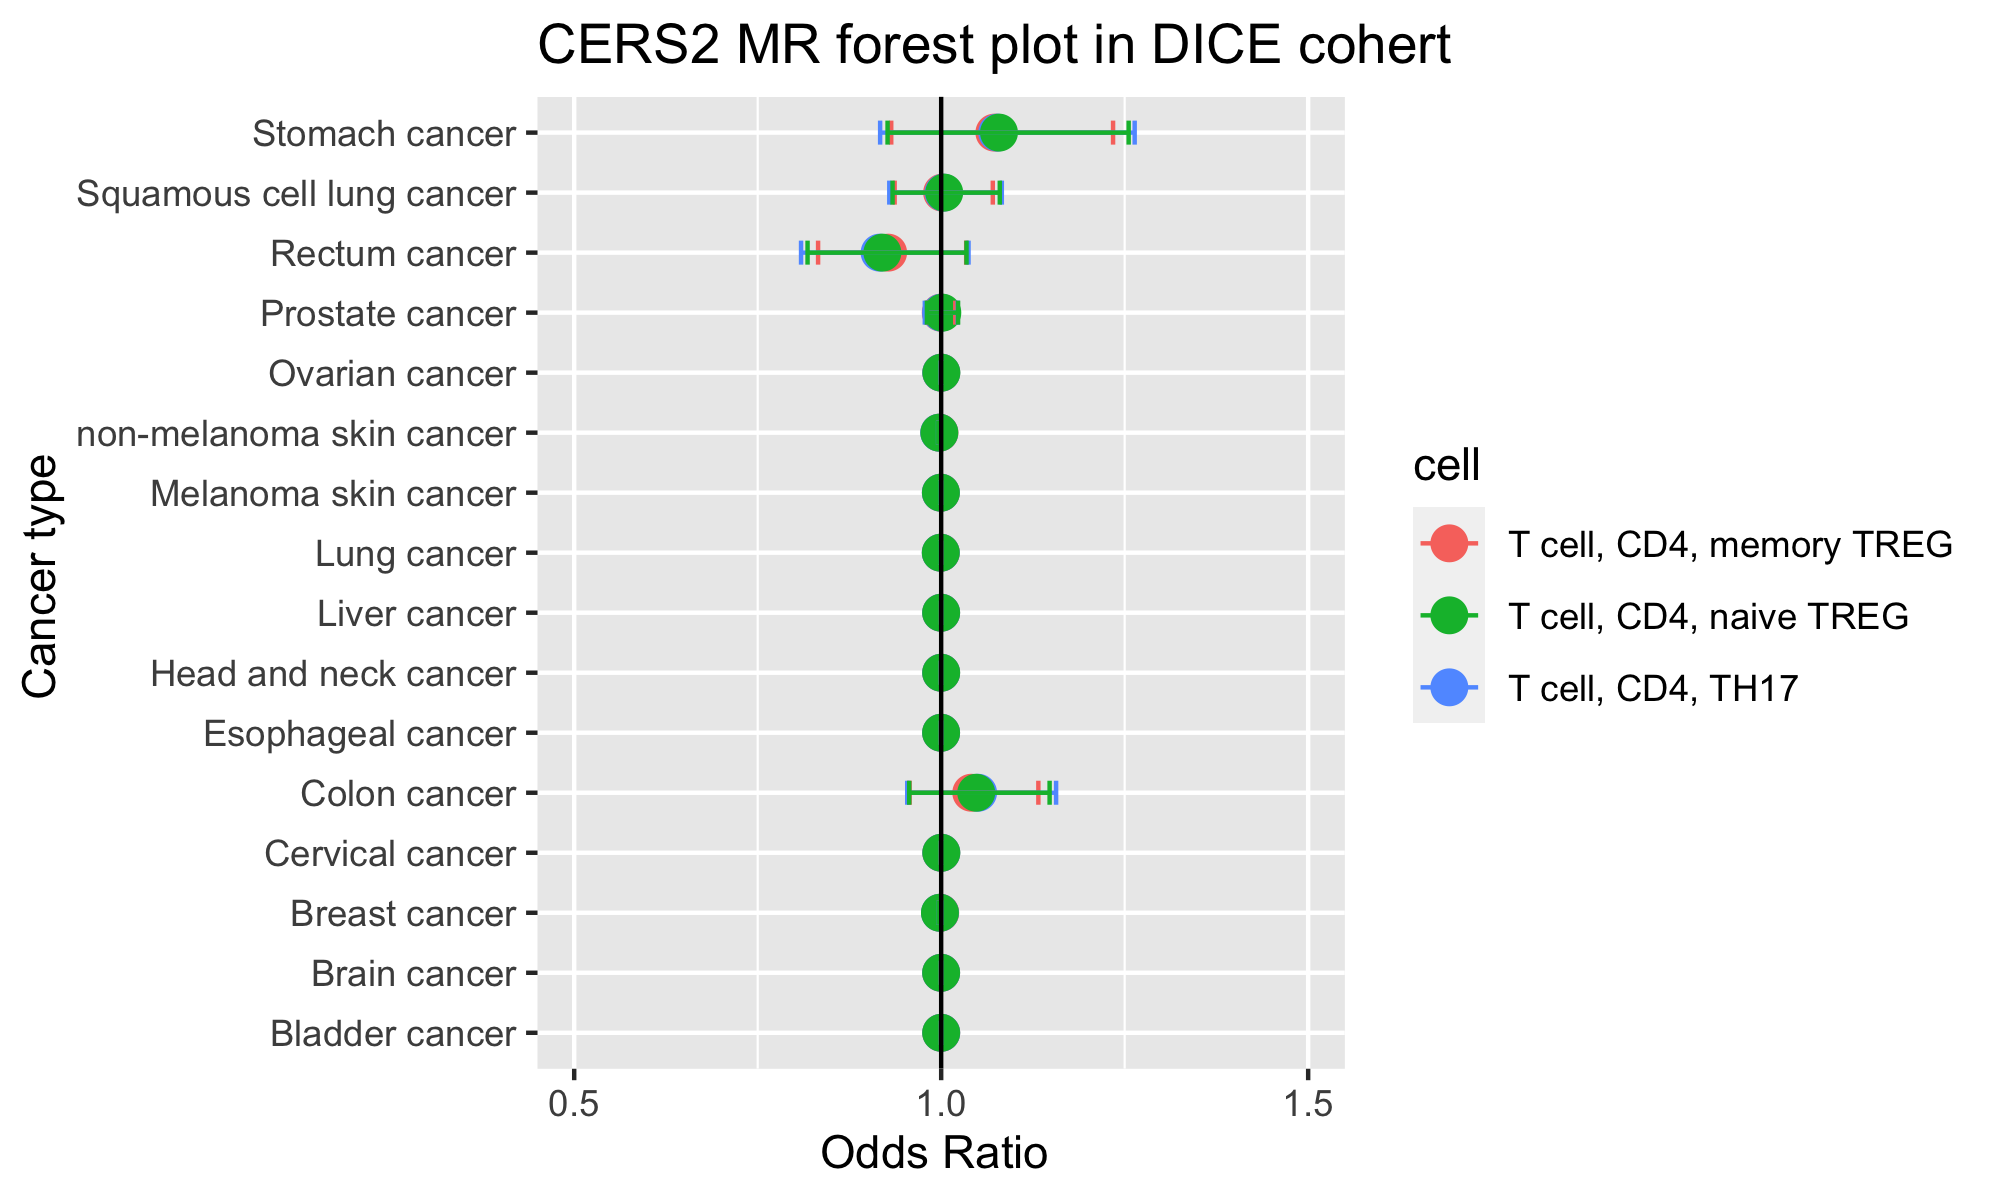 CERS2 MR forest plot in DICE cohert
Cancer type
Stomach cancer
Squamous cell lung cancer
Rectum cancer
Prostate cancer
Ovarian cancer
non-melanoma skin cancer
Melanoma skin cancer
Lung cancer
Liver cancer
Head and neck cancer
Esophageal cancer
Colon cancer
Cervical cancer
Breast cancer
Brain cancer
Bladder cancer
0.5 1.0 1.5
Odds Ratio
cell
T cell, CD4, memory TREG
T cell, CD4, naive TREG
T cell, CD4, TH17